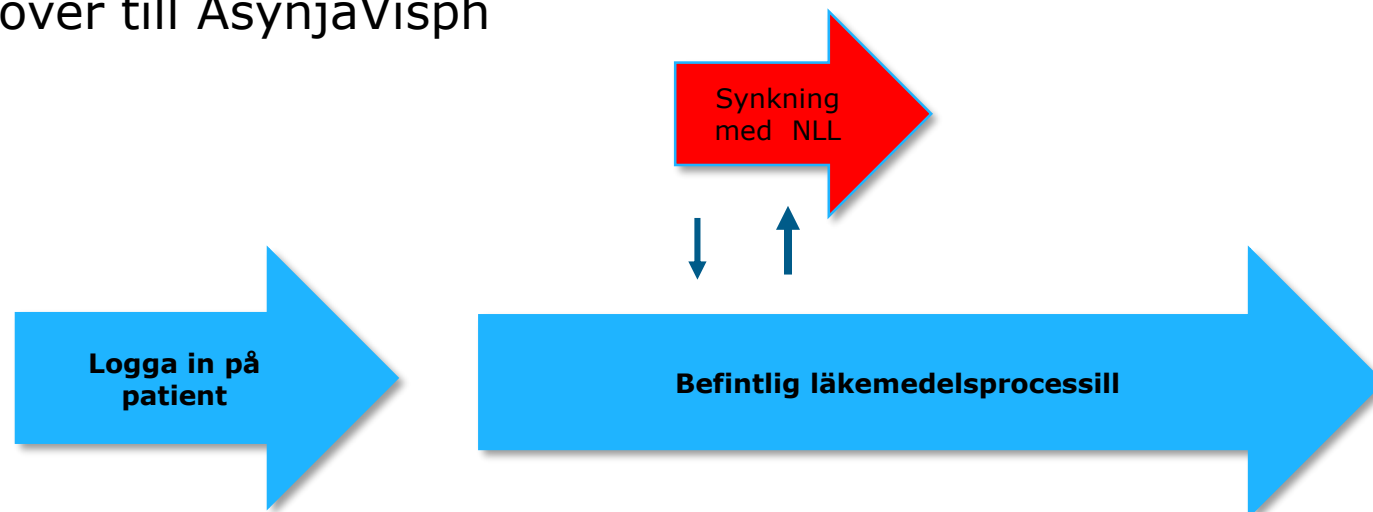 över till AsynjaVisph
Synkning
med NLL
Logga in på
patient
Befintlig läkemedelsprocessill